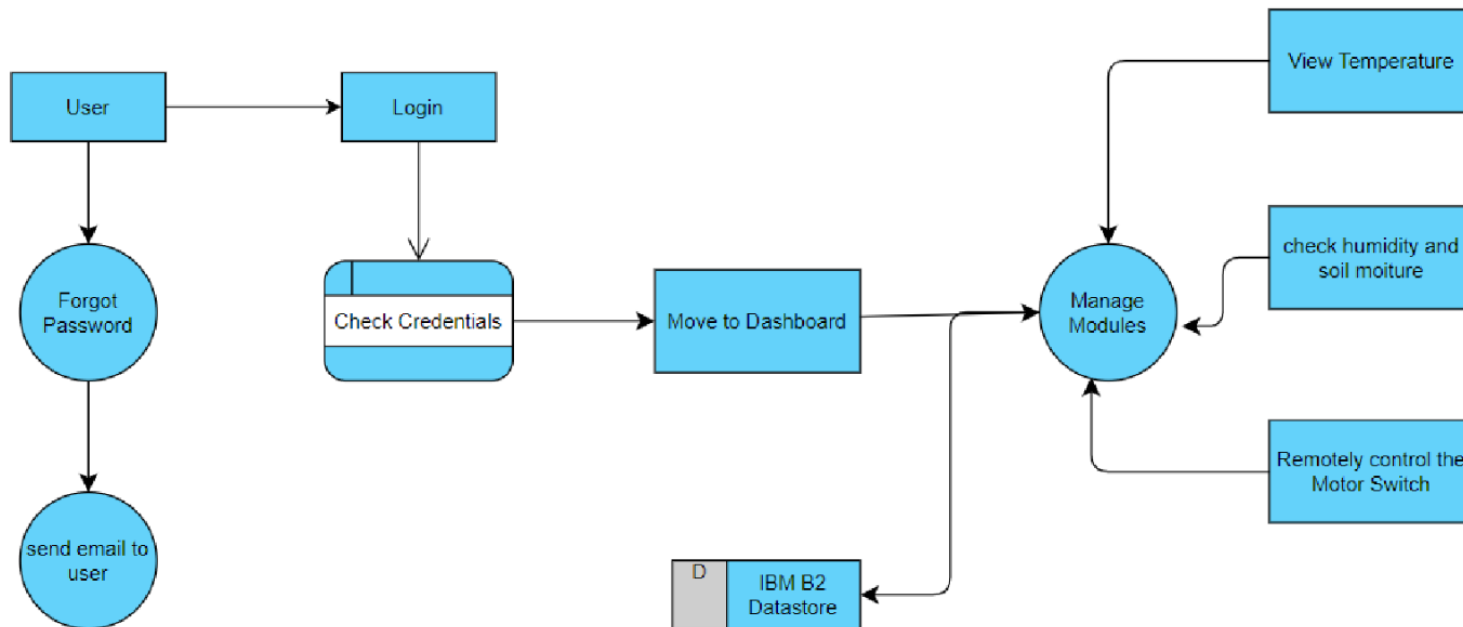 User
Login
View Temperature
Forgot
Password
Check Credentials
Move to Dashboard
Manage
Modules
check humidity and
soil moiture
Remotely control the
Motor Switch
send email to
user
D
IBM B2
Datastore